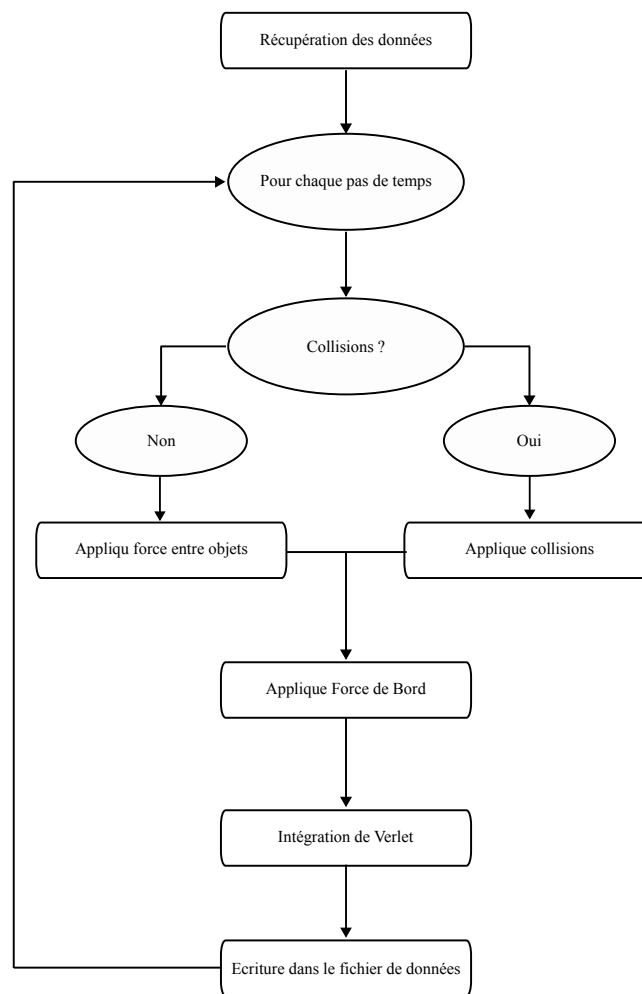 Récupération des données
Pour chaque pas de temps
Collisions ?
Non
Oui
Appliqu force entre objets
Applique collisions
Applique Force de Bord
Intégration de Verlet
Ecriture dans le fichier de données